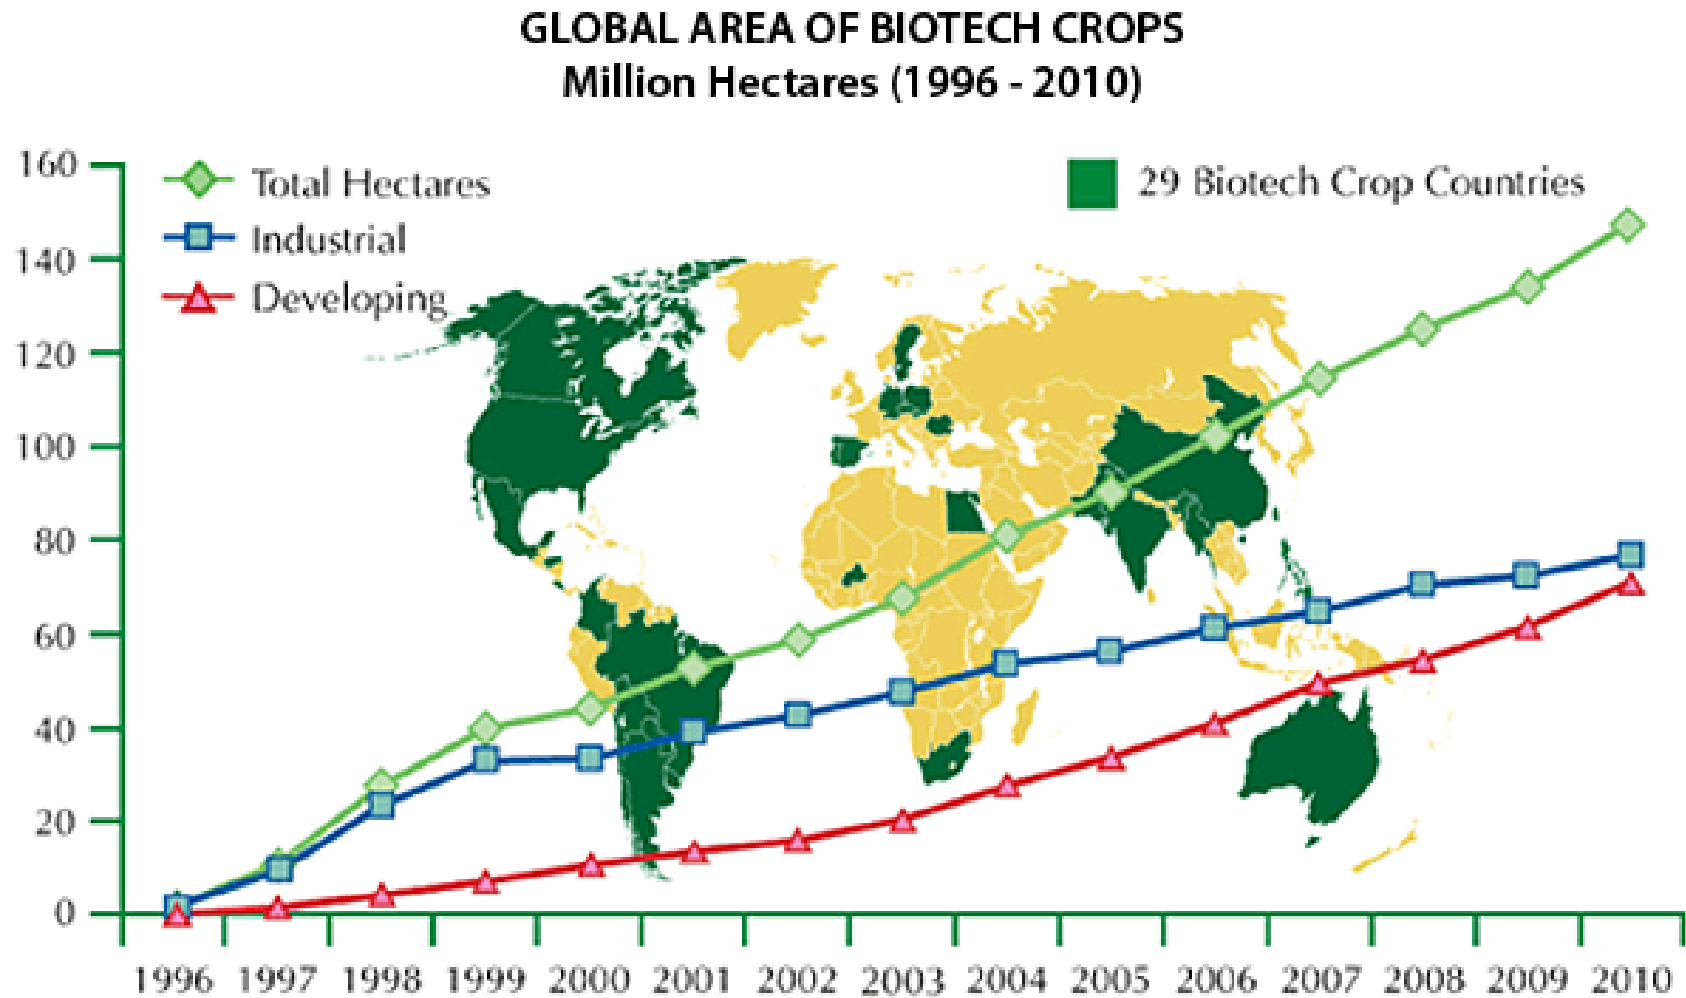 GLOBAL AREA OF BIOTECH CROPS
Million Hectares (1996 - 2010)
160
140
120
100
80
60
40
20
0
Total Hectares
Industrial
Developing
29 Biotech Crop Countries
1996 1997 1998 1999 2000 2001 2002 2003 2004 2005 2006 2007 2008 2009 2010